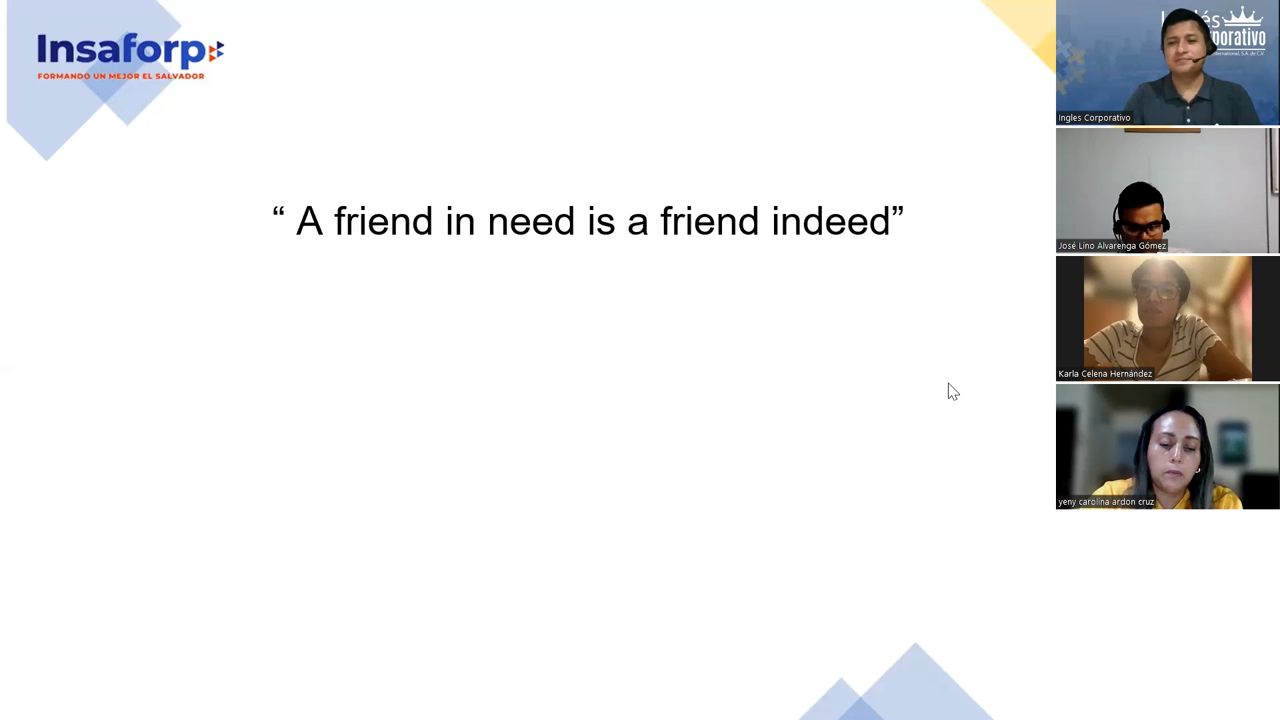 Insaforp
FORMANDO UN MEJOR EL SALVADOR
“ A friend in need is a friend indeed”
Ingles Corporativo
José Lino Alvarenga Gómez
Karla Celena Hernández
yeny carolina ardon cruz